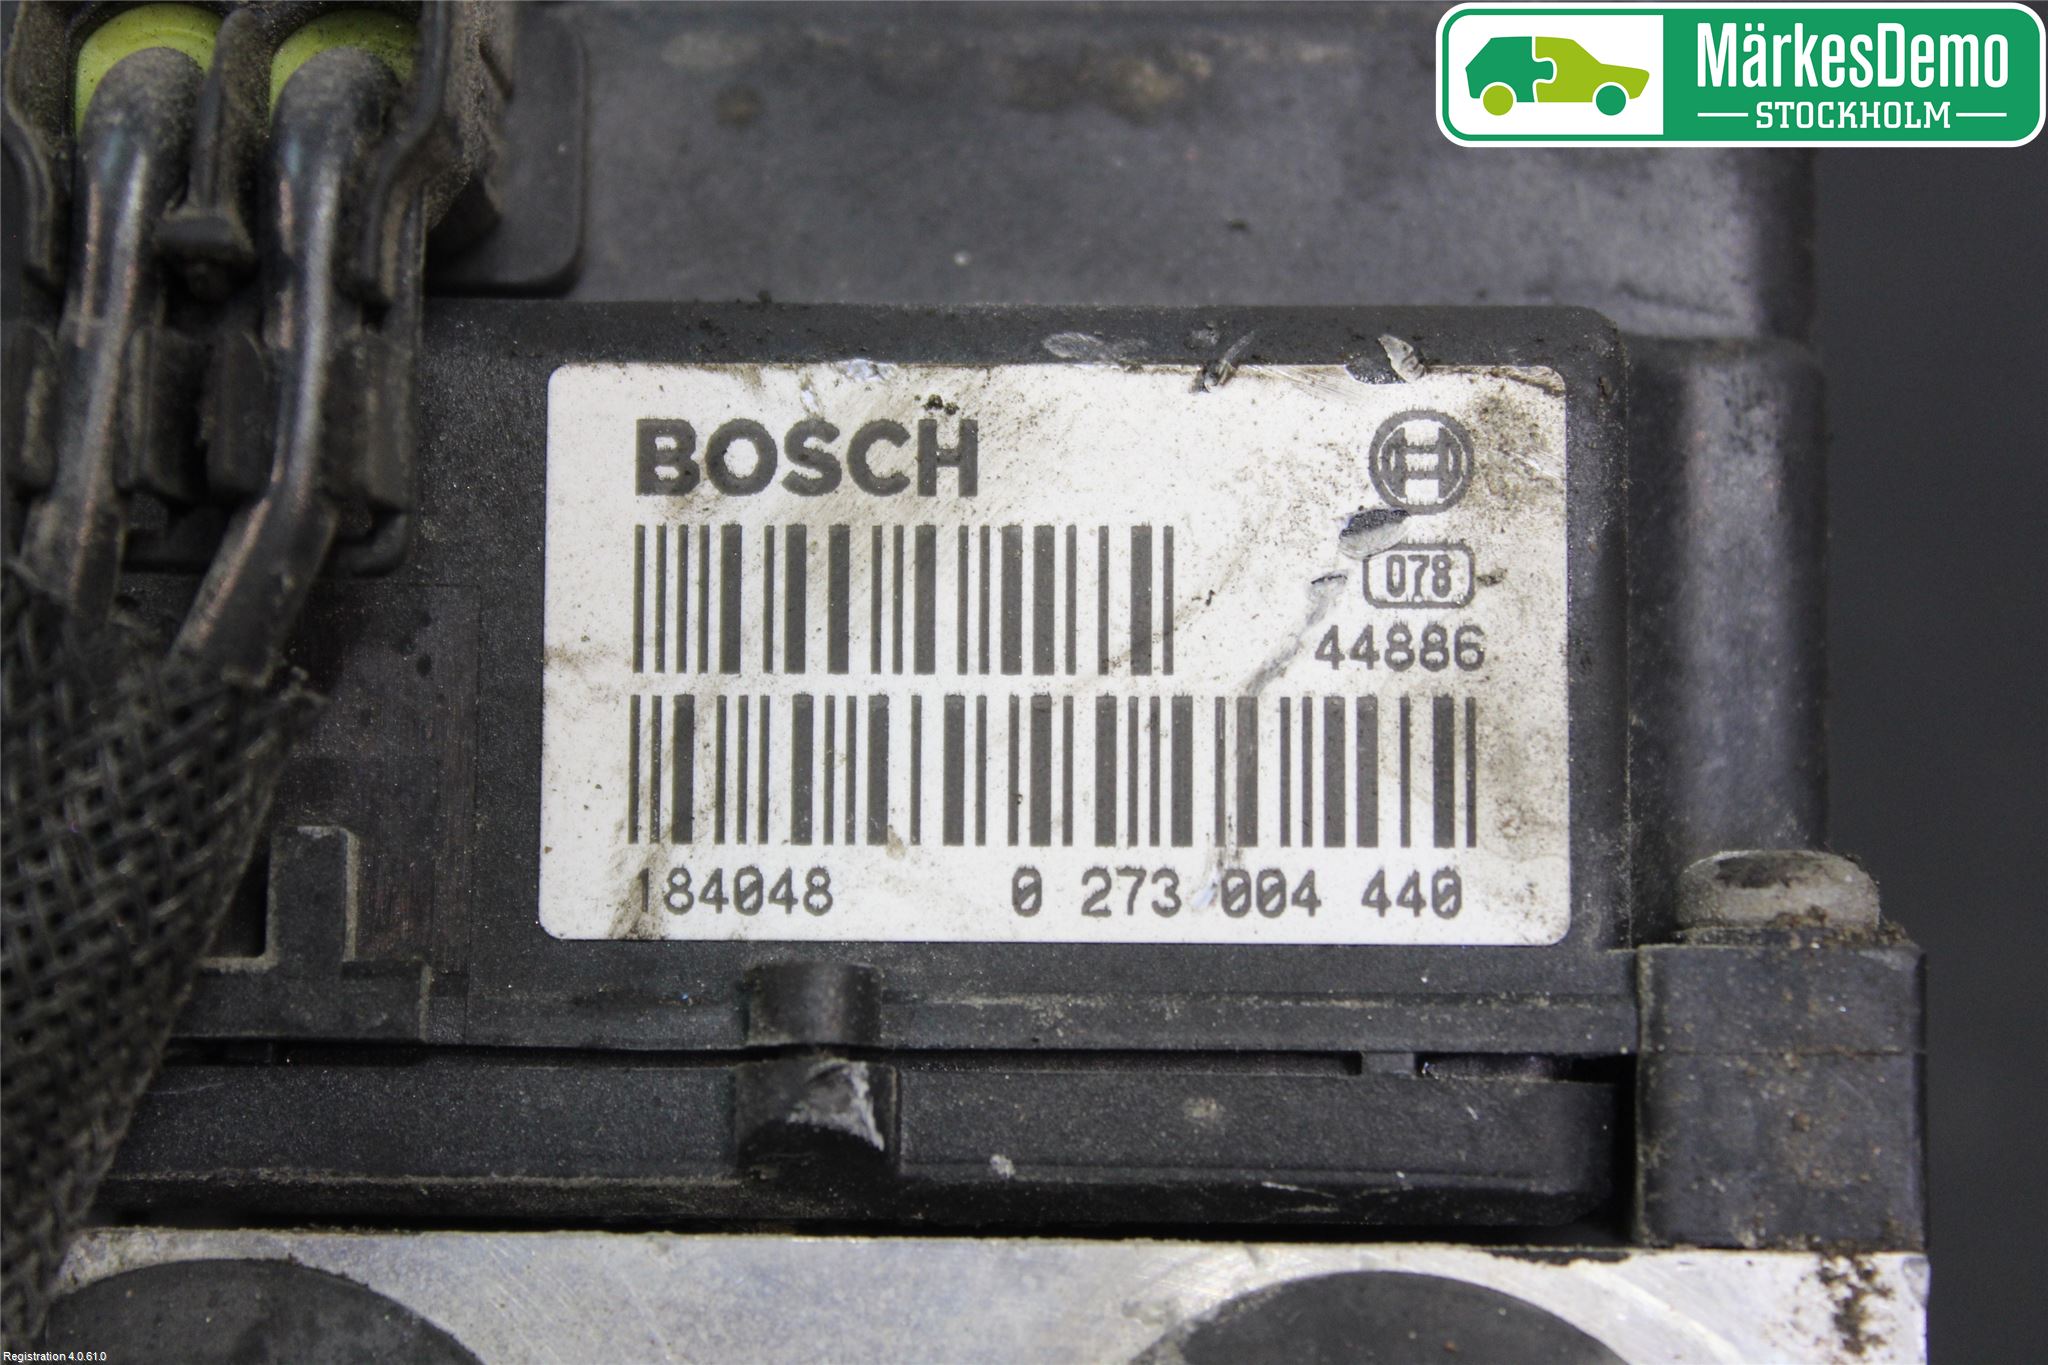 MärkesDemo
STOCKHOLM
BOSCH
078
44886
184048 0 273 004 440
Registration 4.0.61.0